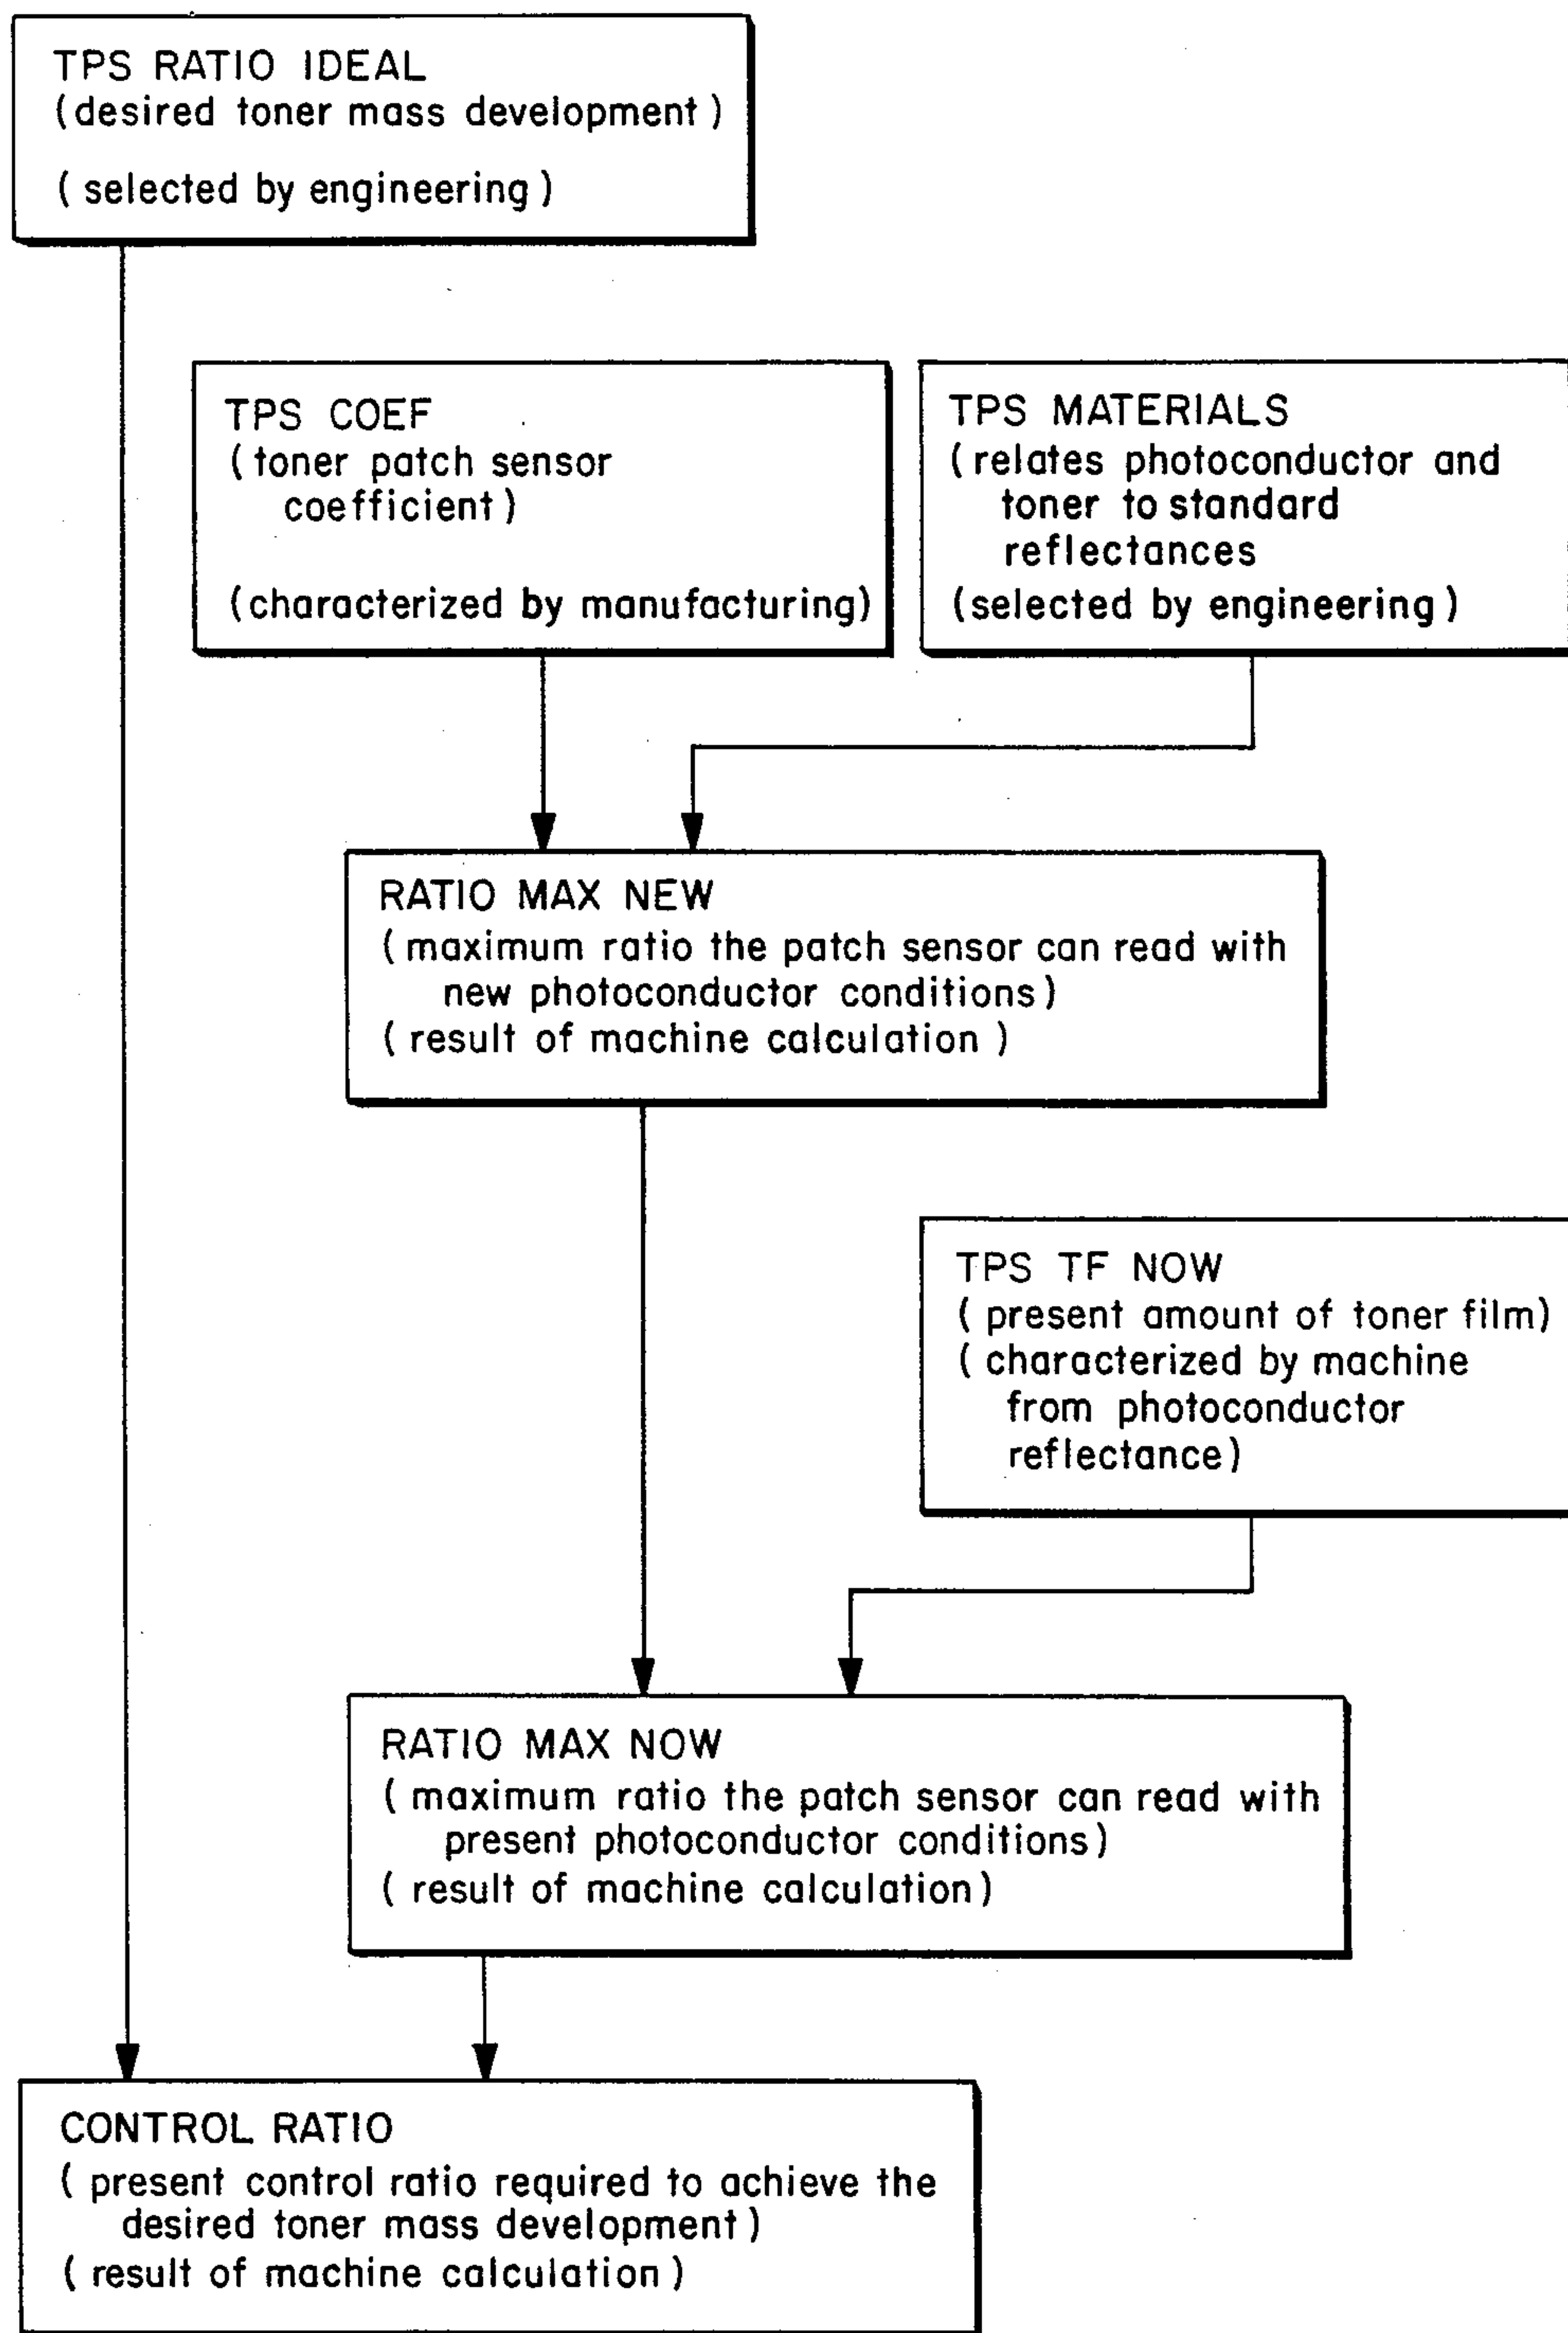 TPS RATIO IDEAL
(desired toner mass development)
(selected by engineering)
TPS COEF
(toner patch sensor
coefficient)
(characterized by manufacturing)
TPS MATERIALS
(relates photoconductor and
toner to standard
reflectances
(selected by engineering)
RATIO MAX NEW
(maximum ratio the patch sensor can read with
new photoconductor conditions)
(result of machine calculation)
TPS TF NOW
(present amount of toner film)
(characterized by machine
from photoconductor
reflectance)
RATIO MAX NOW
(maximum ratio the patch sensor can read with
present photoconductor conditions)
(result of machine calculation)
CONTROL RATIO
(present control ratio required to achieve the
desired toner mass development)
(result of machine calculation)